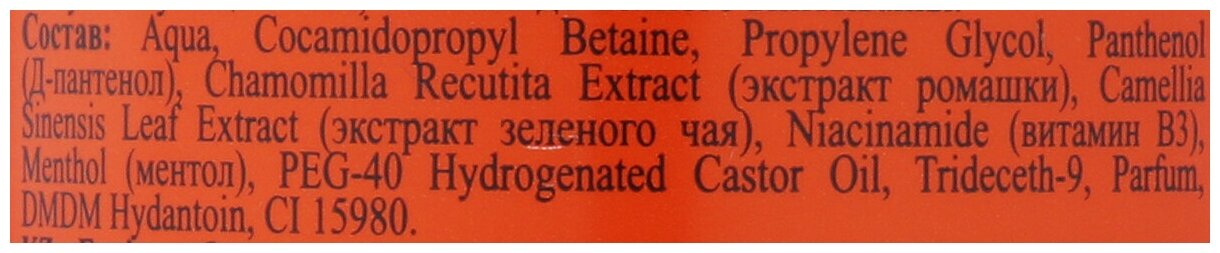 Состав: Aqua, Cocamidopropyl Betaine, Propylene Glycol, Panthenol
(Д-пантенол), Chamomilla Recutita Extract (экстракт ромашки), Camellia
Sinensis Leaf Extract (экстракт зеленого чая), Niacinamide (витамин В3),
Menthol (ментол), PEG-40 Hydrogenated Castor Oil, Trideceth-9, Parfum,
DMDM Hydantoin, CI 15980.